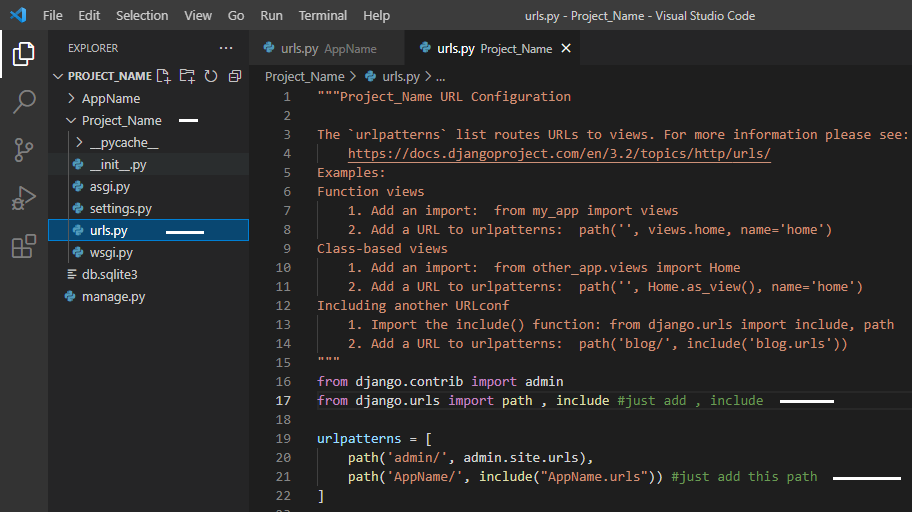 File Edit Selection View Go Run Terminal Help urls.py - Project_Name - Visual Studio Code
EXPLORER ...
urls.py AppName urls.py Project_Name
PROJECT_NAME
Project_Name > urls.py > ...
AppName
Project_Name
__pycache__
__init__.py
asgi.py
settings.py
urls.py
wsgi.py
db.sqlite3
manage.py
1 """Project_Name URL Configuration
2
3 The `urlpatterns` list routes URLs to views. For more information please see:
4 https://docs.djangoproject.com/en/3.2/topics/http/urls/
5 Examples:
6 Function views
7 1. Add an import:  from my_app import views
8 2. Add a URL to urlpatterns:  path('', views.home, name='home')
9 Class-based views
10 1. Add an import:  from other_app.views import Home
11 2. Add a URL to urlpatterns:  path('', Home.as_view(), name='home')
12 Including another URLconf
13 1. Import the include() function: from django.urls import include, path
14 2. Add a URL to urlpatterns:  path('blog/', include('blog.urls'))
15 """
16 from django.contrib import admin
17 from django.urls import path , include #just add , include
18
19 urlpatterns = [
20 path('admin/', admin.site.urls),
21 path('AppName/', include("AppName.urls")) #just add this path
22 ]